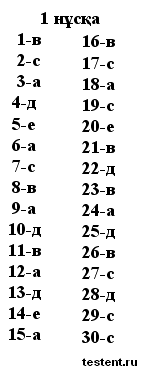 1 нұсқа
1-в
2-с
3-а
4-д
5-е
6-а
7-с
8-в
9-а
10-д
11-в
12-а
13-д
14-е
15-а
16-в
17-с
18-а
19-с
20-е
21-в
22-д
23-в
24-а
25-д
26-в
27-с
28-д
29-с
30-с
testent.ru